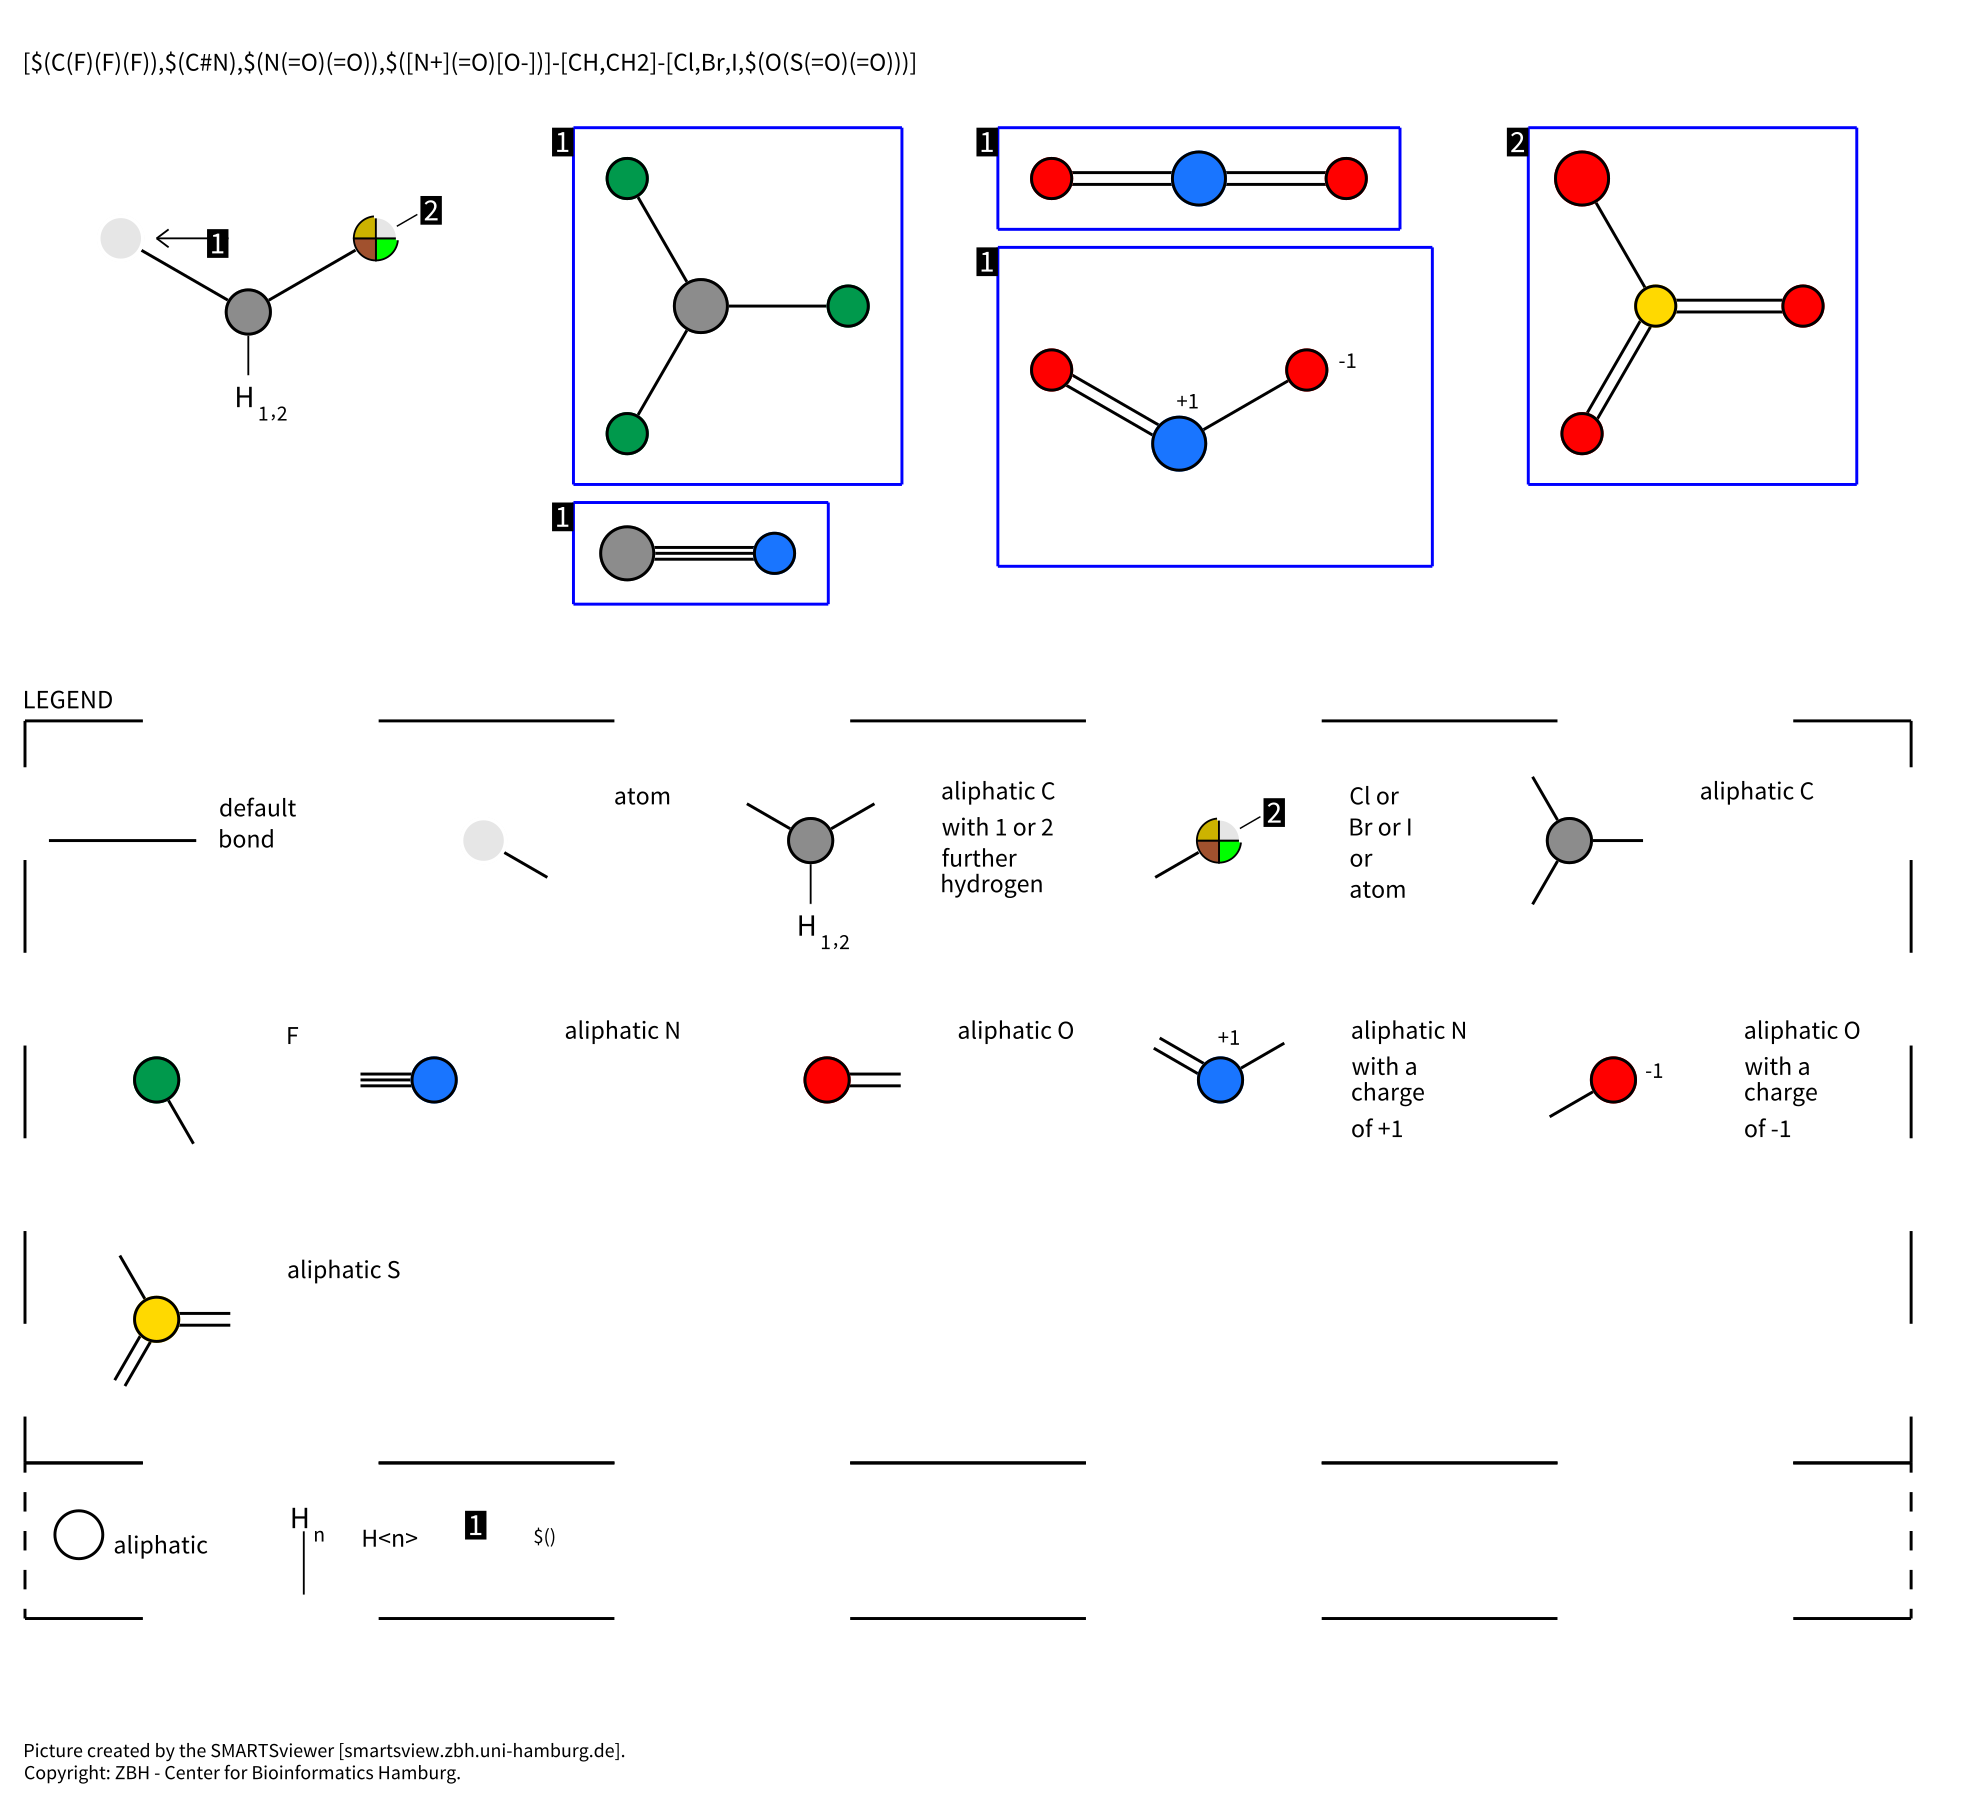 [$(C(F)(F)(F)),$(C#N),$(N(=O)(=O)),$([N+](=O)[O-])]-[CH,CH2]-[Cl,Br,I,$(O(S(=O)(=O)))]
1
1
1
2
2
1
1
-1
+1
H
1,2
1
LEGEND
default
bond
atom
H
1,2
aliphatic C
with 1 or 2
further
hydrogen
2
Cl or
Br or I
or
atom
aliphatic C
F
aliphatic N
aliphatic O
+1
aliphatic N
with a
charge
of +1
-1
aliphatic O
with a
charge
of -1
aliphatic S
aliphatic
H
n
H<n>
1
$()
Picture created by the SMARTSviewer [smartsview.zbh.uni-hamburg.de].
Copyright: ZBH - Center for Bioinformatics Hamburg.